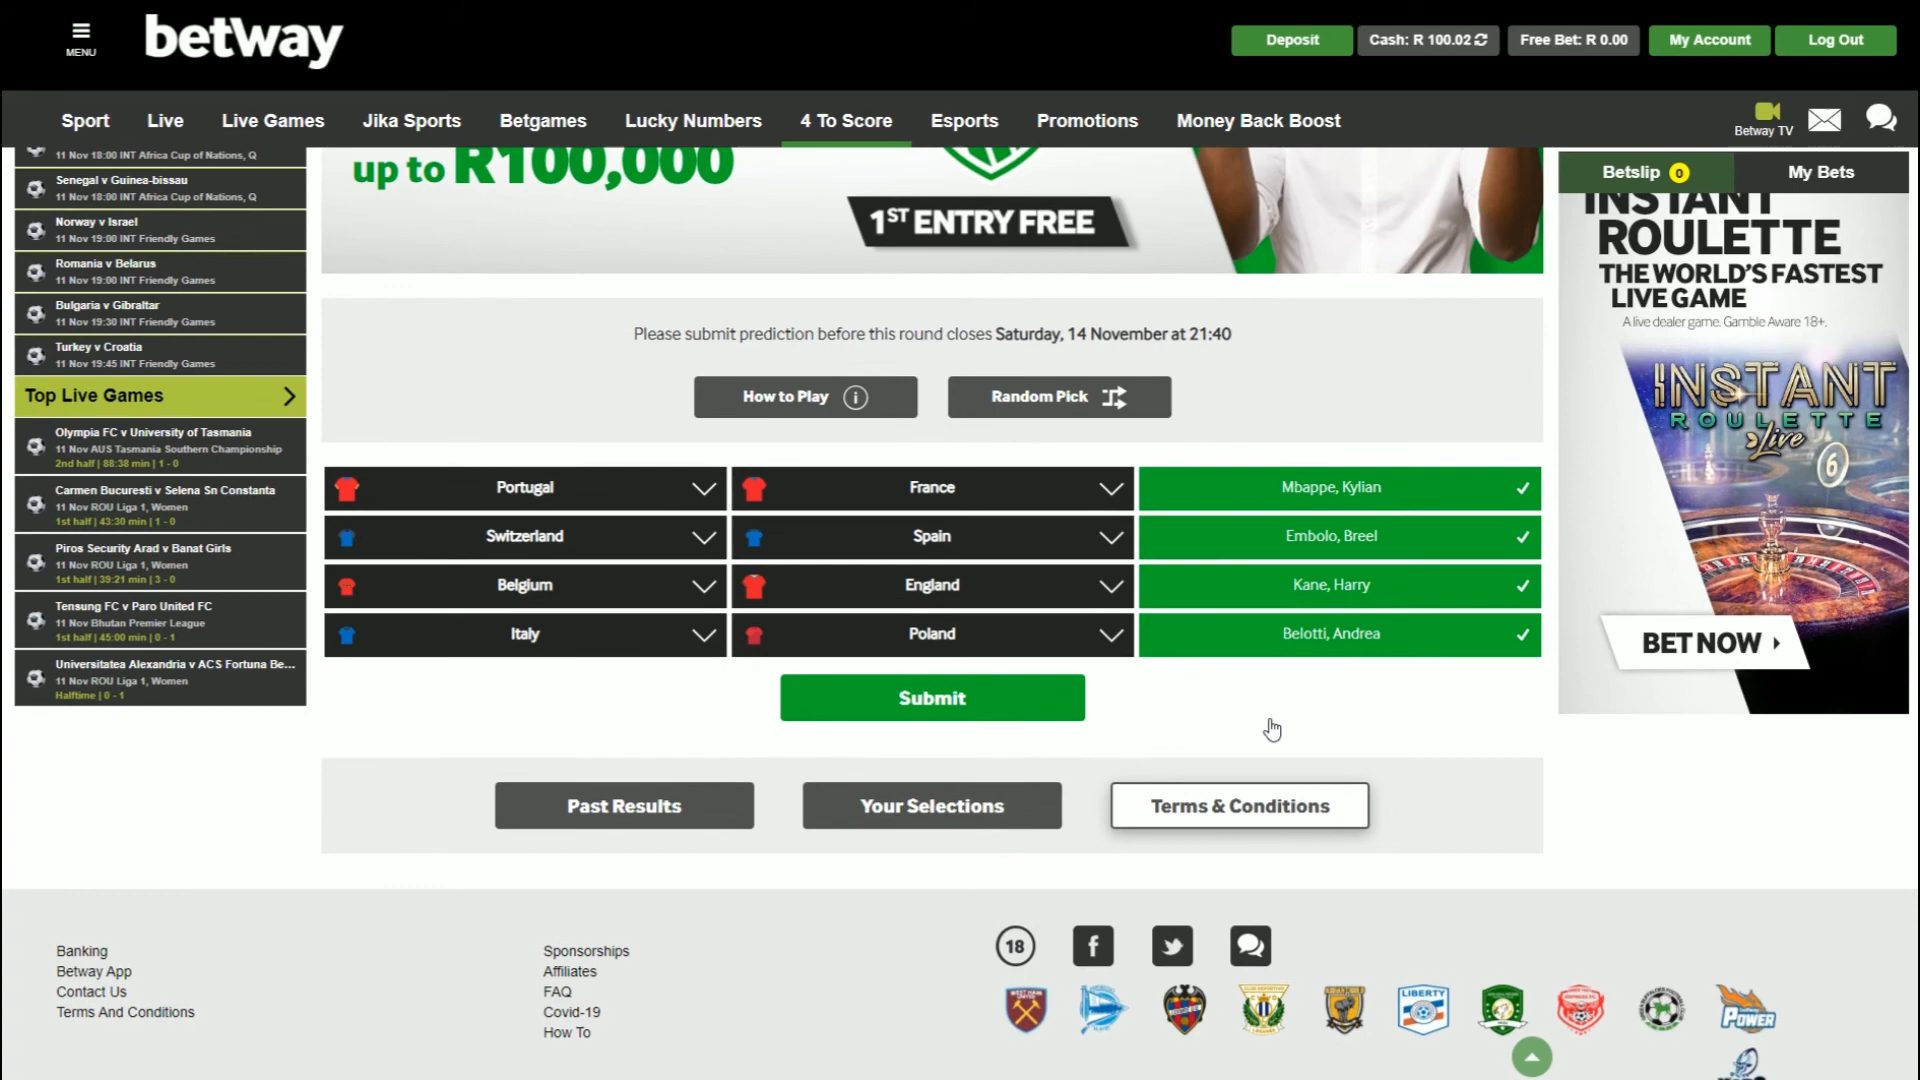 MENU
betway
Deposit
Cash: R 100.02
Free Bet: R 0.00
My Account
Log Out
Sport
Live
Live Games
Jika Sports
Betgames
Lucky Numbers
4 To Score
Esports
Promotions
Money Back Boost
Betway TV
11 Nov 18:00 INT Africa Cup of Nations, Q
Senegal v Guinea-bissau
11 Nov 18:00 INT Africa Cup of Nations, Q
Norway v Israel
11 Nov 19:00 INT Friendly Games
Romania v Belarus
11 Nov 19:00 INT Friendly Games
Bulgaria v Gibraltar
11 Nov 19:30 INT Friendly Games
Turkey v Croatia
11 Nov 19:45 INT Friendly Games
Top Live Games
Olympia FC v University of Tasmania
11 Nov AUS Tasmania Southern Championship
2nd half | 88:38 min | 1 - 0
Carmen Bucuresti v Selena Sn Constanta
11 Nov ROU Liga 1, Women
1st half | 43:30 min | 1 - 0
Piros Security Arad v Banat Girls
11 Nov ROU Liga 1, Women
1st half | 39:21 min | 3 - 0
Tensung FC v Paro United FC
11 Nov Bhutan Premier League
1st half | 45:00 min | 0 - 1
Universitatea Alexandria v ACS Fortuna Be...
11 Nov ROU Liga 1, Women
Halftime | 0 - 1
up to R100,000
1ST ENTRY FREE
Please submit prediction before this round closes Saturday, 14 November at 21:40
How to Play
Random Pick
Portugal
France
Mbappe, Kylian
Switzerland
Spain
Embolo, Breel
Belgium
England
Kane, Harry
Italy
Poland
Belotti, Andrea
Submit
Past Results
Your Selections
Terms & Conditions
Betslip 0
My Bets
INSTANT
ROULETTE
THE WORLD'S FASTEST
LIVE GAME
A live dealer game. Gamble Aware 18+.
INSTANT
ROULETTE
Live
6
BET NOW
Banking
Betway App
Contact Us
Terms And Conditions
Sponsorships
Affiliates
FAQ
Covid-19
How To
18
LIBERTY
POWER